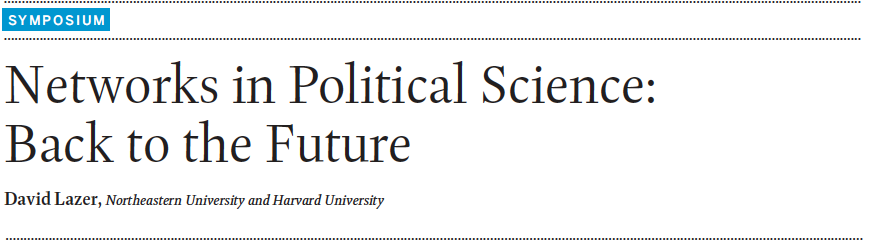 SYMPOSIUM
Networks in Political Science:
Back to the Future
David Lazer, Northeastern University and Harvard University